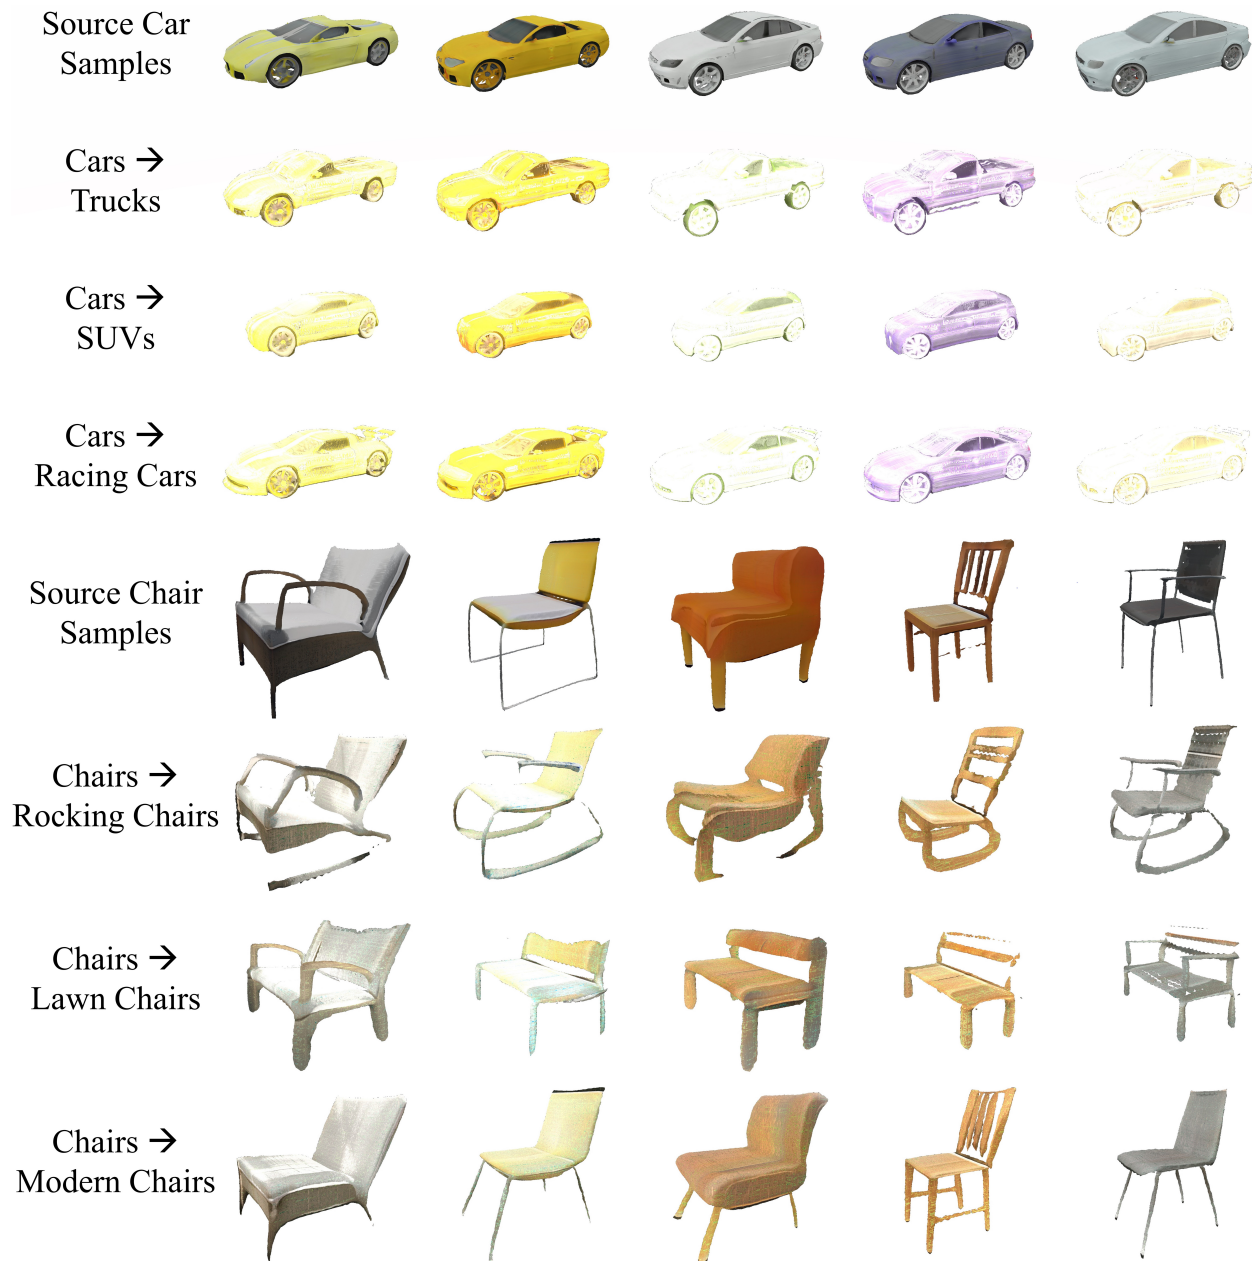 Source Car
Samples
Cars →
Trucks
Cars →
SUVs
Cars →
Racing Cars
Source Chair
Samples
Chairs →
Rocking Chairs
Chairs →
Lawn Chairs
Chairs →
Modern Chairs